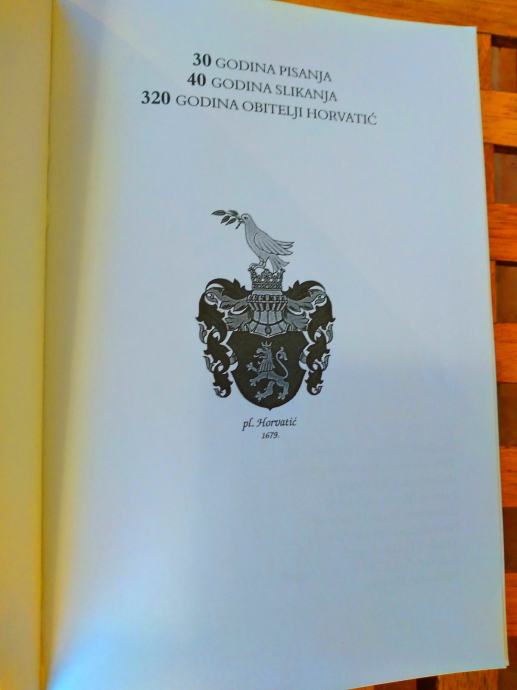 30 GODINA PISANJA
40 GODINA SLIKANJA
320 GODINA OBITELJI HORVATIĆ
pl. Horvatić
1679.